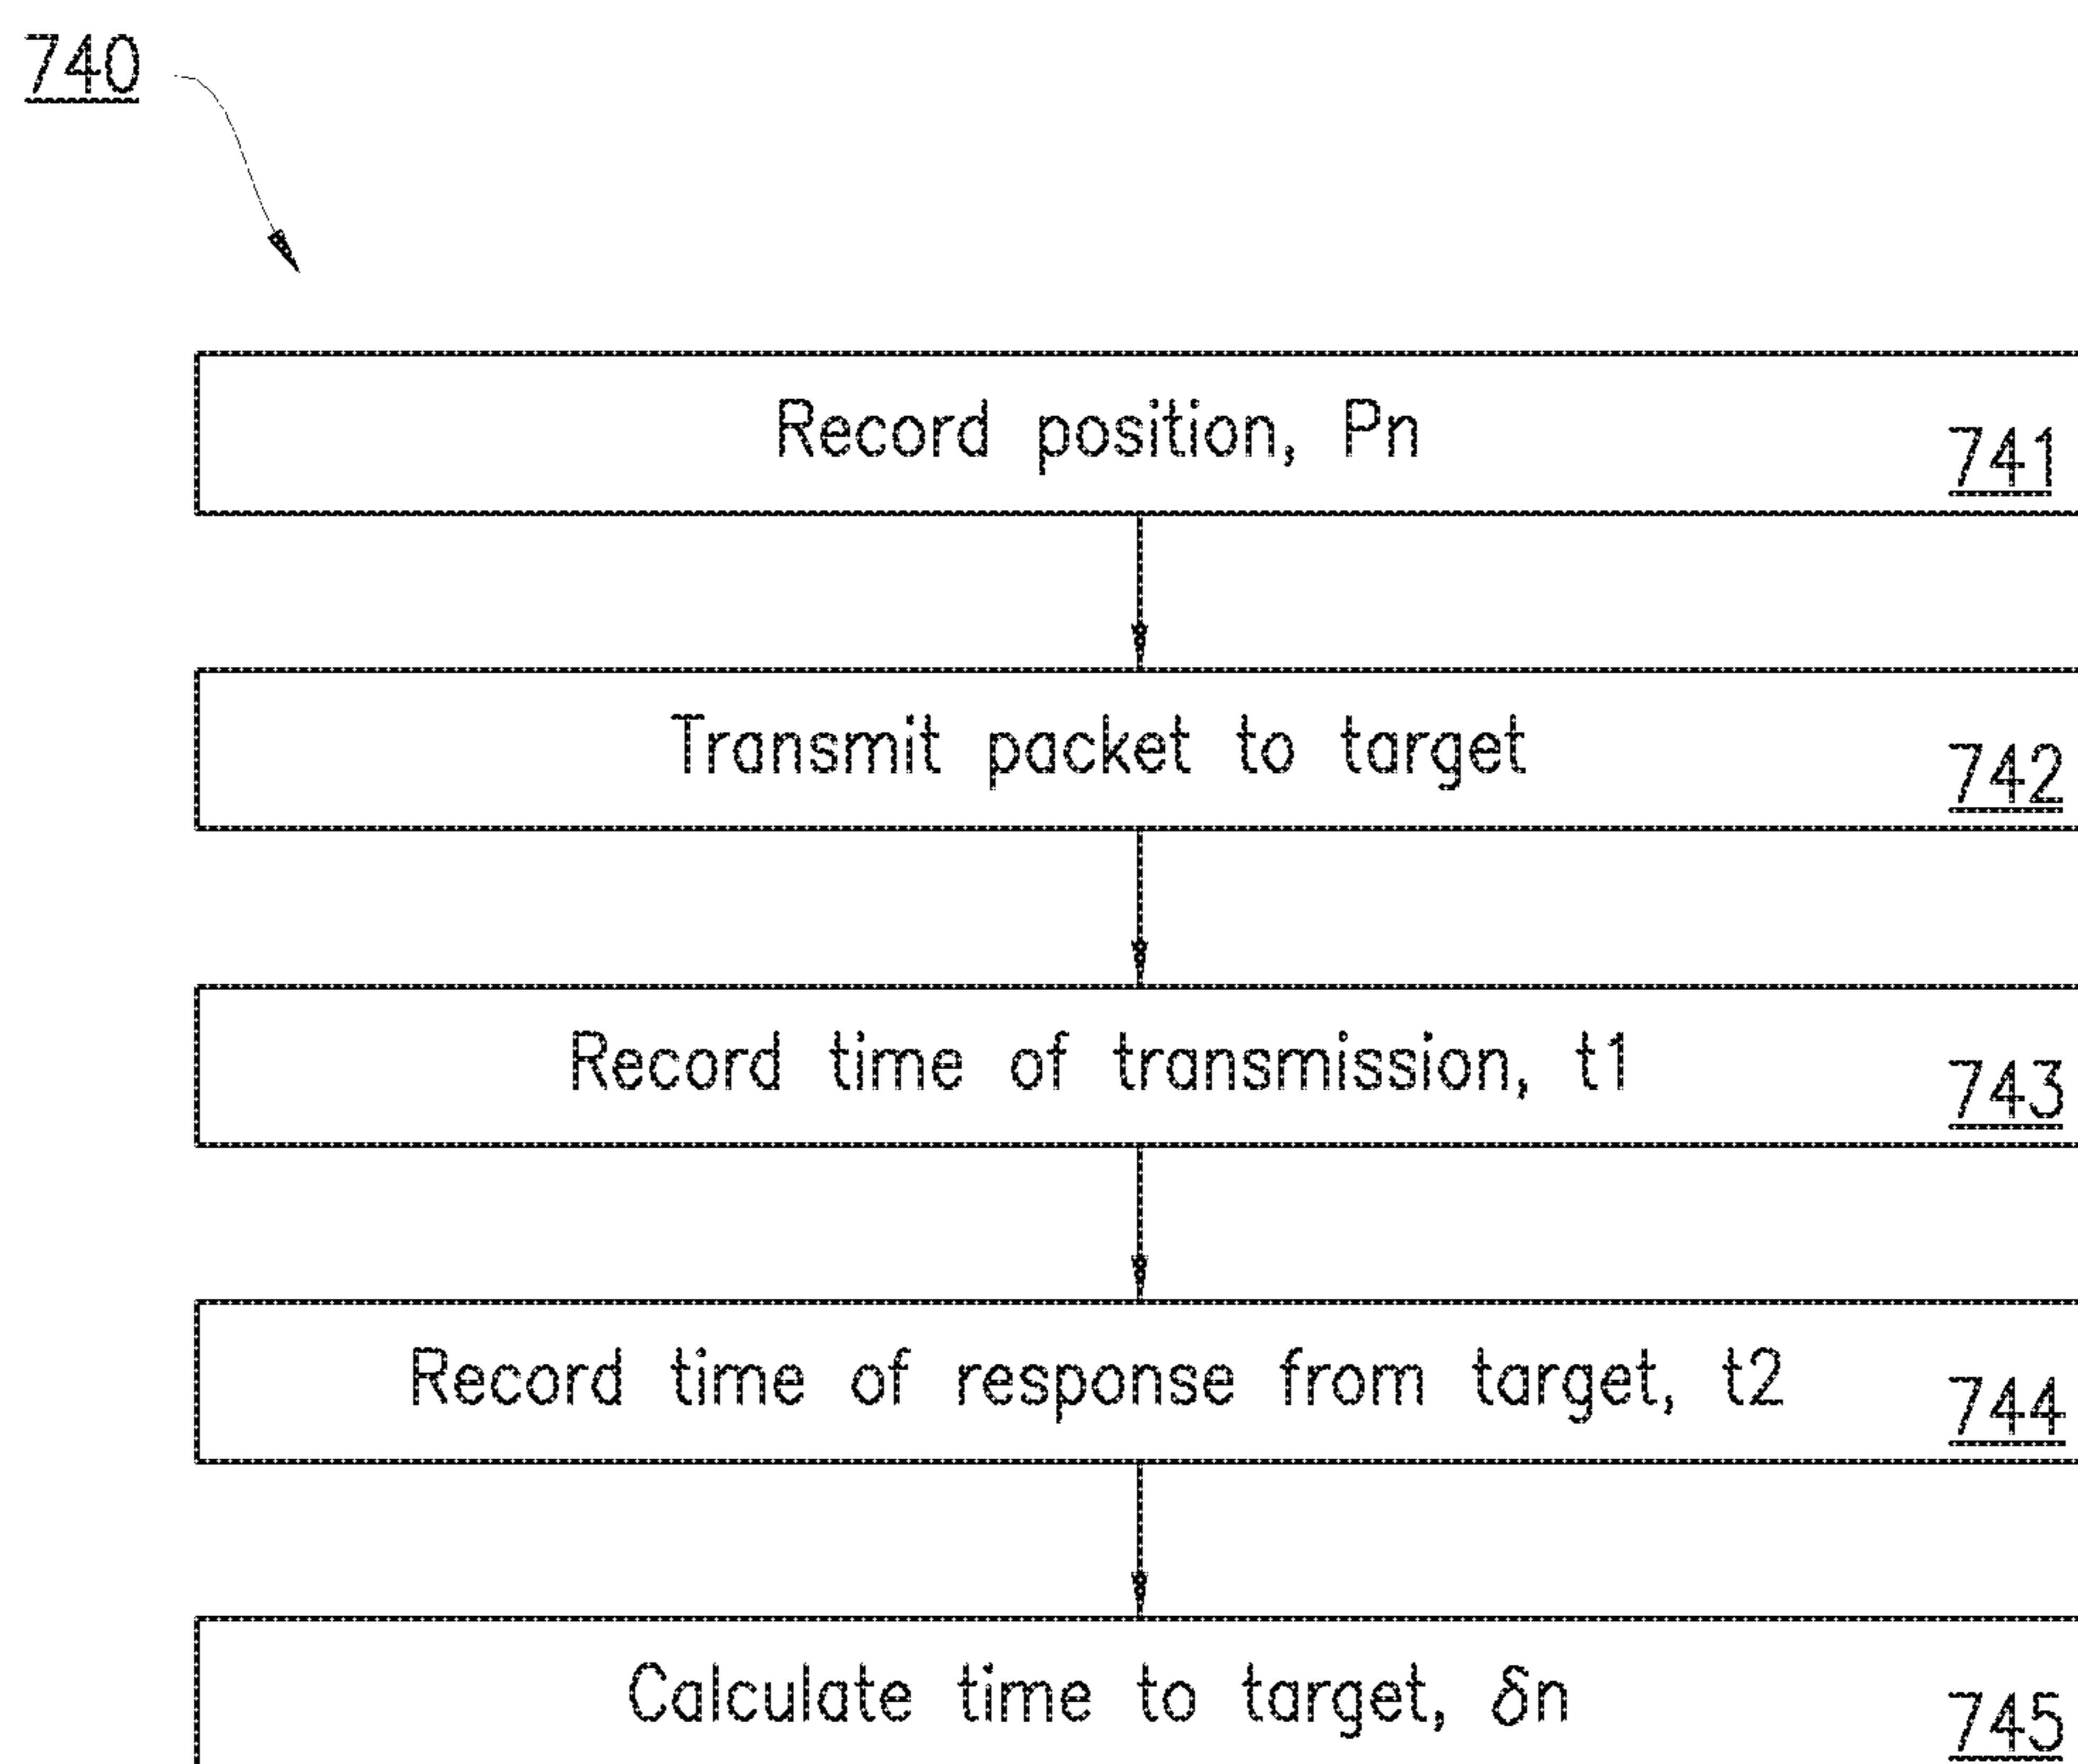 740
Record position, Pn
741
Transmit packet to target
742
Record time of transmission, t1
743
Record time of response from target, t2
744
Calculate time to target, δn
745